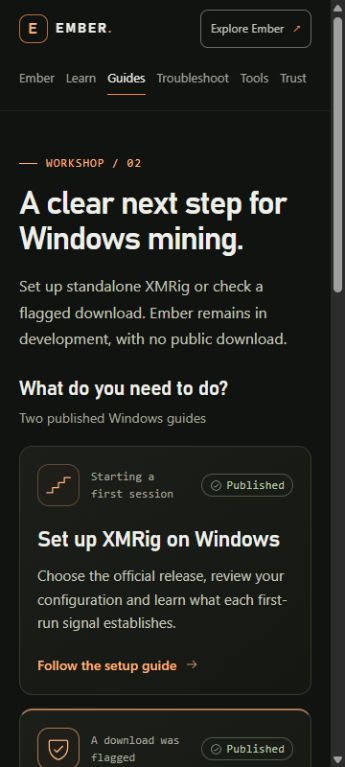 E EMBER.
Explore Ember ↗
Ember Learn Guides Troubleshoot Tools Trust
WORKSHOP / 02
A clear next step for
Windows mining.
Set up standalone XMRig or check a
flagged download. Ember remains in
development, with no public download.
What do you need to do?
Two published Windows guides
Starting a
first session
Published
Set up XMRig on Windows
Choose the official release, review your
configuration and learn what each first-
run signal establishes.
Follow the setup guide →
A download was
flagged
Published